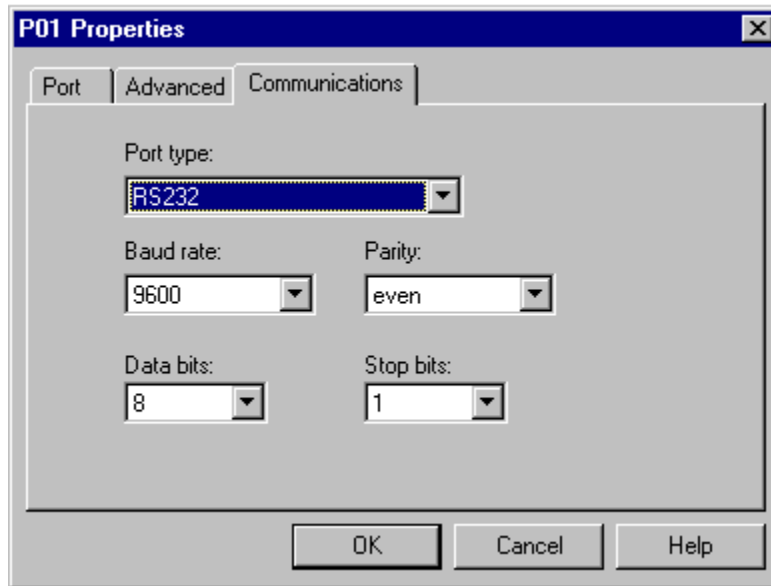 P01 Properties
Port Advanced Communications
Port type:
RS232
Baud rate: Parity:
9600 even
Data bits: Stop bits:
8 1
OK Cancel Help